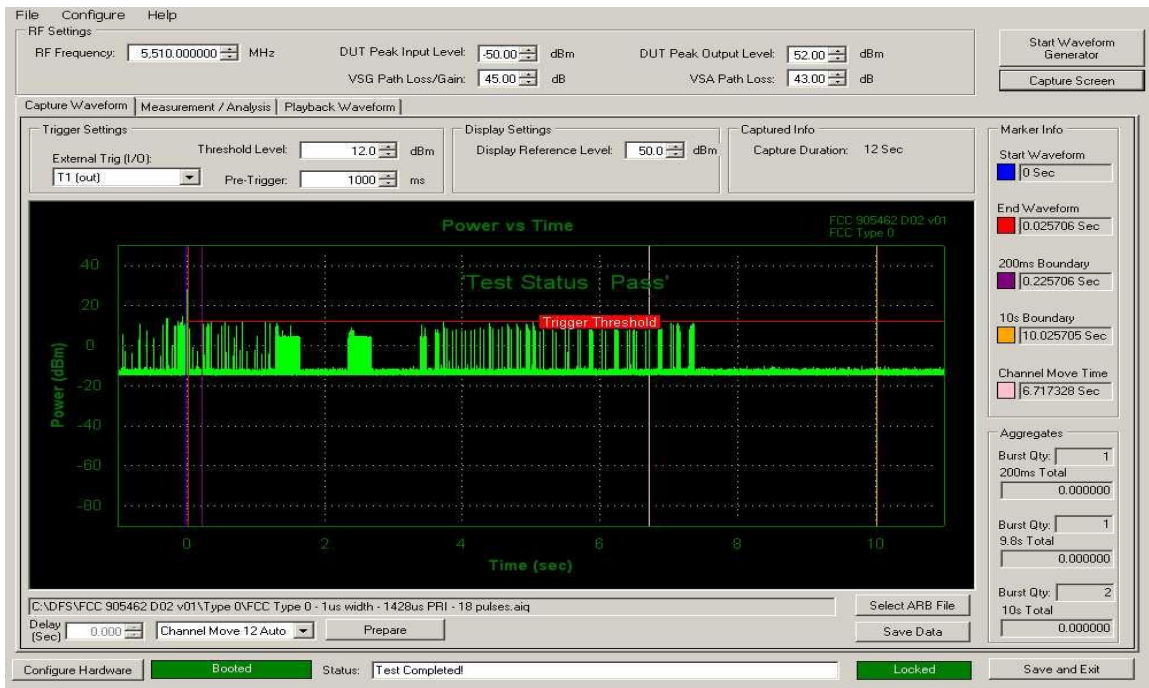 File Configure Help
RF Settings
RF Frequency: 5,510.000000 MHz
DUT Peak Input Level: -50.00 dBm
DUT Peak Output Level: 52.00 dBm
VSG Path Loss/Gain: 45.00 dB
VSA Path Loss: 43.00 dB
Start Waveform Generator
Capture Screen
Capture Waveform Measurement / Analysis Playback Waveform
Trigger Settings
External Trig (I/O):
T1 (out)
Threshold Level: 12.0 dBm
Pre-Trigger: 1000 ms
Display Settings
Display Reference Level: 50.0 dBm
Captured Info
Capture Duration: 12 Sec
Marker Info
Start Waveform
0 Sec
End Waveform
0.025706 Sec
200ms Boundary
0.225706 Sec
10s Boundary
10.025705 Sec
Channel Move Time
6.717328 Sec
Power vs Time
FCC 905462 D02 v01
FCC Type 0
'Test Status : Pass'
Trigger Threshold
Power (dBm)
40
20
0
-20
-40
-60
-80
0 2 4 6 8 10
Time (sec)
Aggregates
Burst Qty: 1
200ms Total
0.000000
Burst Qty: 1
9.8s Total
0.000000
Burst Qty: 2
10s Total
0.000000
C:\DFS\FCC 905462 D02 v01\Type 0\FCC Type 0 - 1us width - 1428us PRI - 18 pulses.aiq
Select ARB File
Delay (Sec) 0.000 Channel Move 12 Auto Prepare
Save Data
Configure Hardware Booted Status: Test Completed! Locked Save and Exit